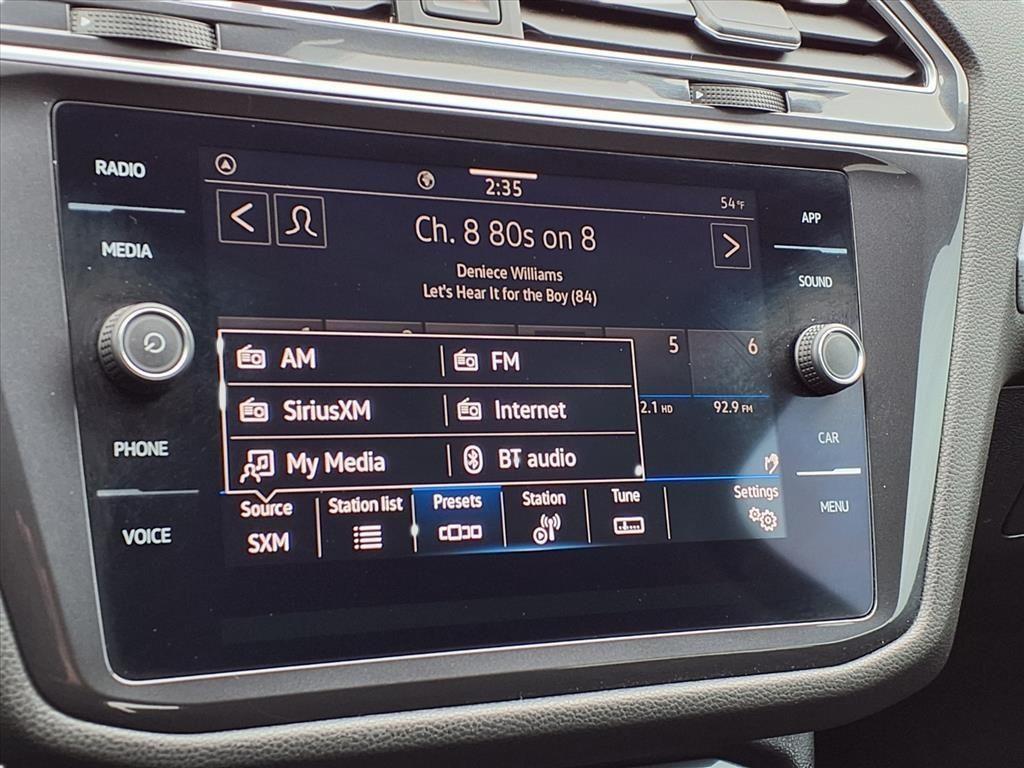 RADIO
MEDIA
PHONE
VOICE
2:35
54°F
Ch. 8 80s on 8
Deniece Williams
Let's Hear It for the Boy (84)
5 6
2.1 HD 92.9 FM
AM FM
SiriusXM Internet
My Media BT audio
Source Station list Presets Station Tune Settings
SXM
APP
SOUND
CAR
MENU